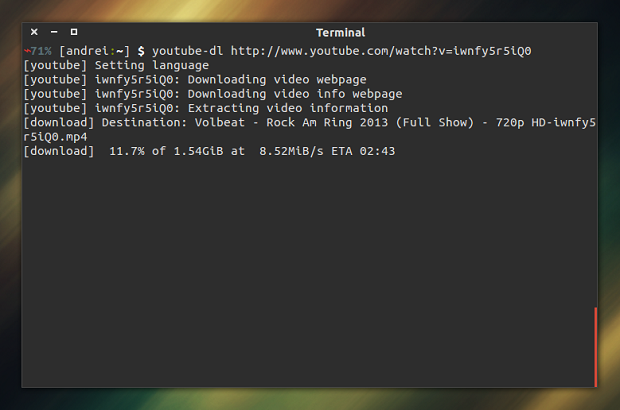 Terminal
~71% [andrei:~] $ youtube-dl http://www.youtube.com/watch?v=iwnfy5r5iQ0
[youtube] Setting language
[youtube] iwnfy5r5iQ0: Downloading video webpage
[youtube] iwnfy5r5iQ0: Downloading video info webpage
[youtube] iwnfy5r5iQ0: Extracting video information
[download] Destination: Volbeat - Rock Am Ring 2013 (Full Show) - 720p HD-iwnfy5
r5iQ0.mp4
[download]  11.7% of 1.54GiB at  8.52MiB/s ETA 02:43